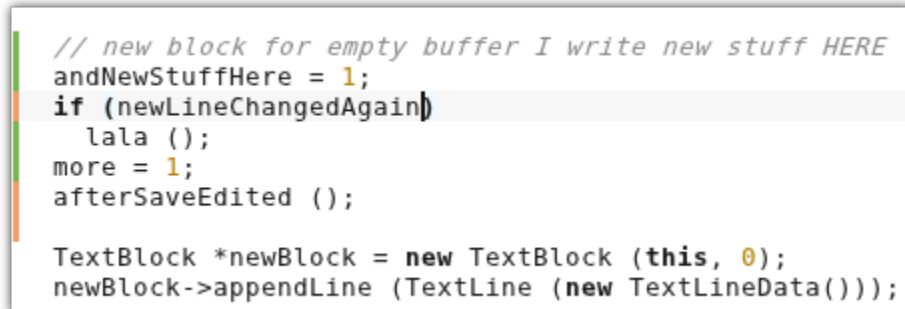 // new block for empty buffer I write new stuff HERE
andNewStuffHere = 1;
if (newLineChangedAgain)
  lala ();
more = 1;
afterSaveEdited ();

TextBlock *newBlock = new TextBlock (this, 0);
newBlock->appendLine (TextLine (new TextLineData()));